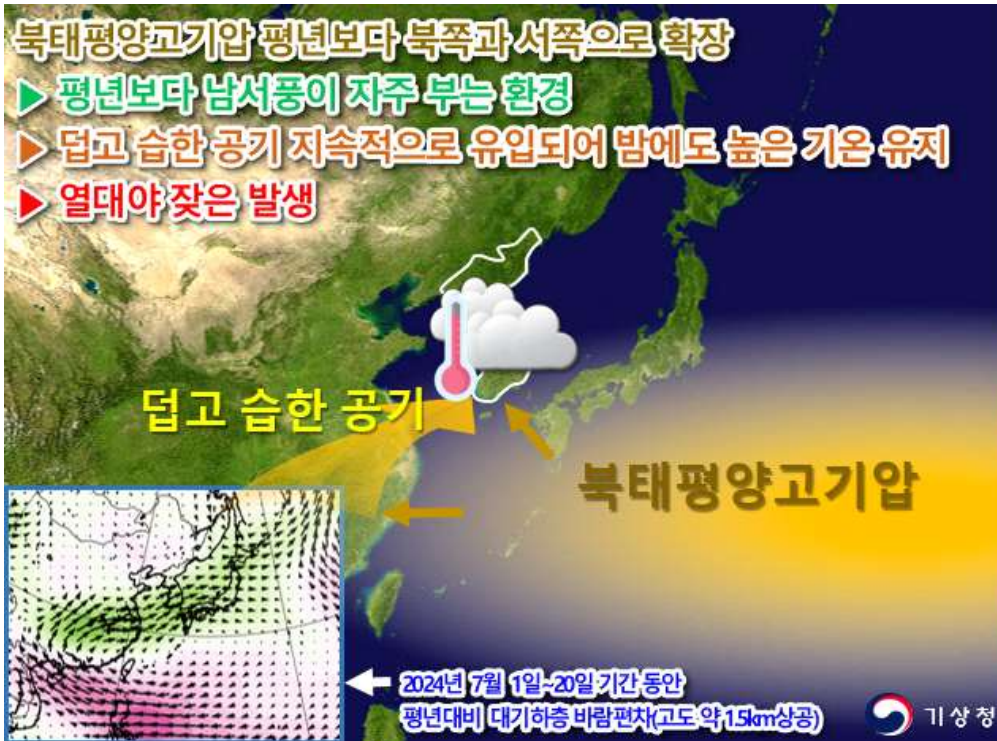 북태평양고기압 평년보다 북쪽과 서쪽으로 확장
▶ 평년보다 남서풍이 자주 부는 환경
▶ 덥고 습한 공기 지속적으로 유입되어 밤에도 높은 기온 유지
▶ 열대야 잦은 발생
덥고 습한 공기
북태평양고기압
2024년 7월 1일~20일 기간 동안
평년대비 대기하층 바람편차(고도 약 1.5km상공)
기상청